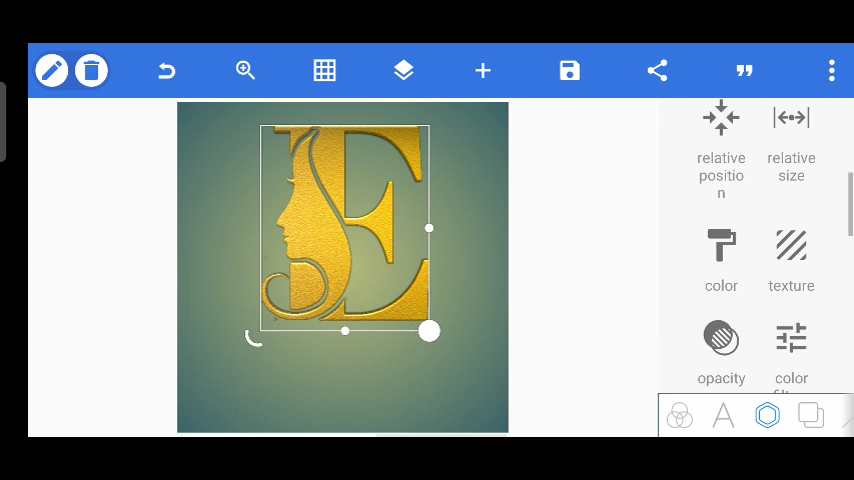 E
relative
positio
n
relative
size
color
texture
opacity
color
A